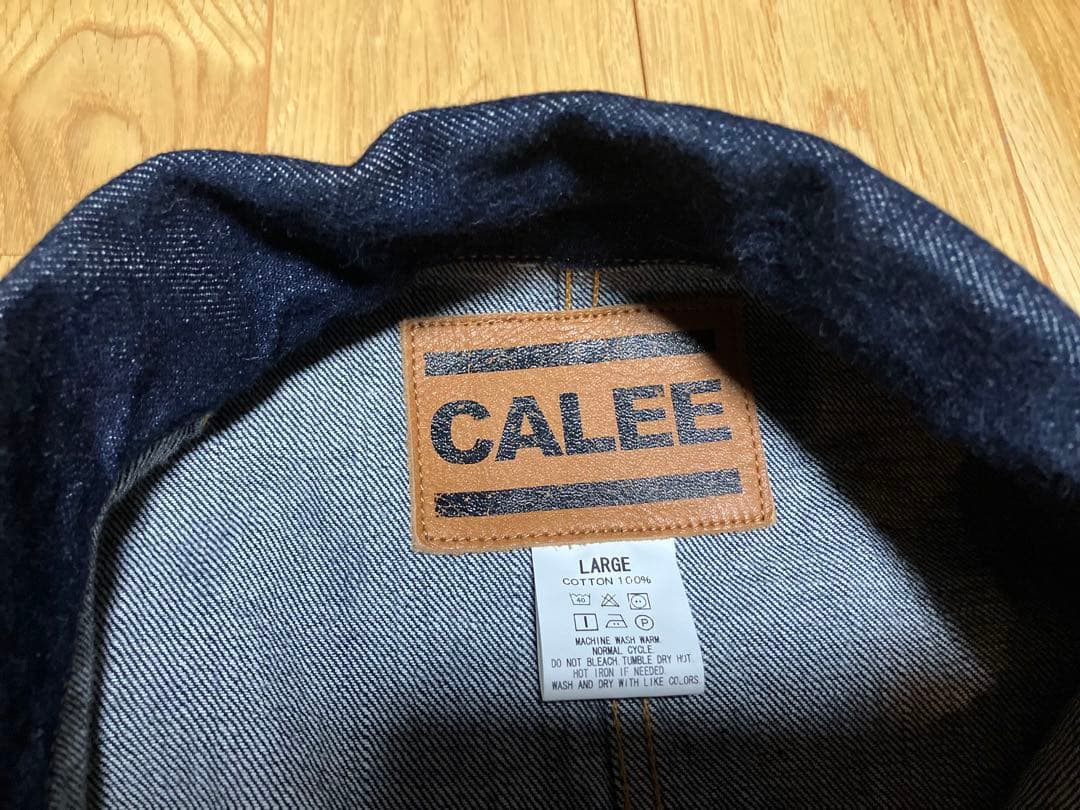 CALEE
LARGE
COTTON 100%
40
P
MACHINE WASH WARM.
NORMAL CYCLE.
DO NOT BLEACH. TUMBLE DRY HOT.
HOT IRON IF NEEDED.
WASH AND DRY WITH LIKE COLORS.